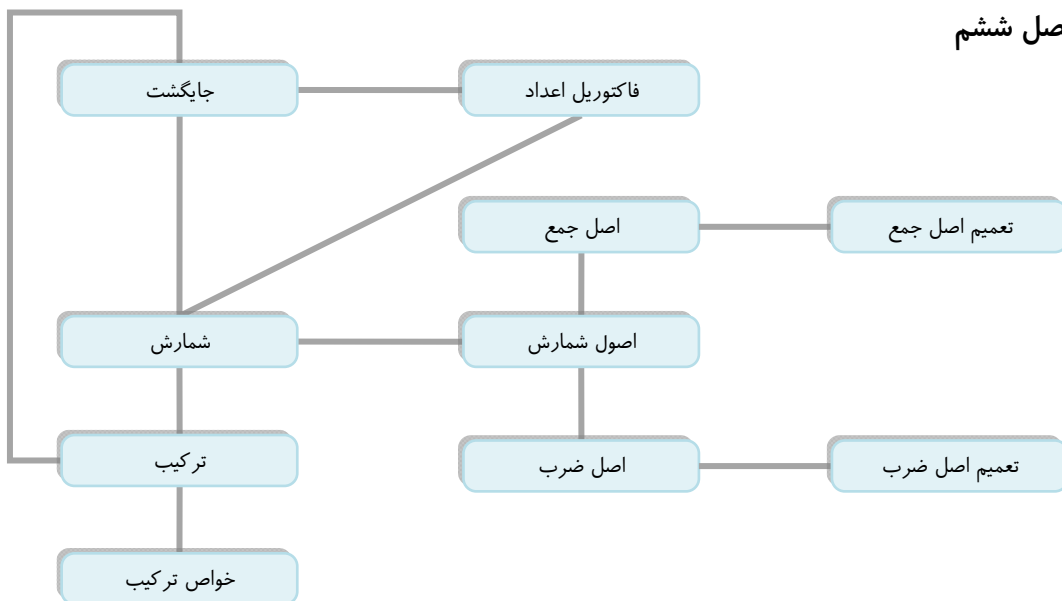 صل ششم
جایگشت
فاکتوریل اعداد
اصل جمع
تعمیم اصل جمع
شمارش
اصول شمارش
ترکیب
اصل ضرب
تعمیم اصل ضرب
خواص ترکیب